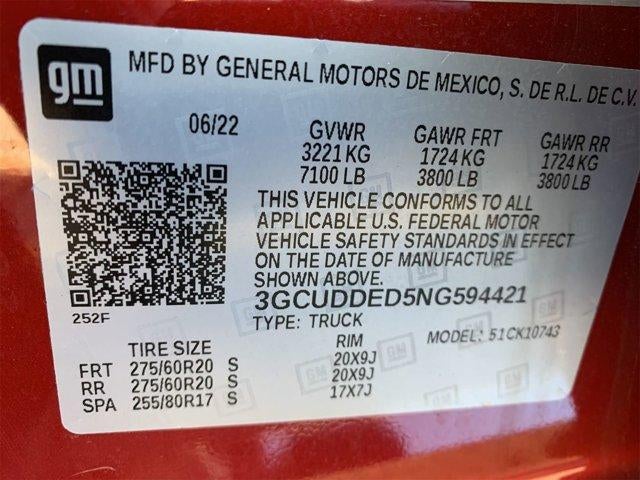 gm
MFD BY GENERAL MOTORS DE MEXICO, S. DE R.L. DE C.V.
06/22 GVWR GAWR FRT GAWR RR
3221 KG 1724 KG 1724 KG
7100 LB 3800 LB 3800 LB
THIS VEHICLE CONFORMS TO ALL
APPLICABLE U.S. FEDERAL MOTOR
VEHICLE SAFETY STANDARDS IN EFFECT
ON THE DATE OF MANUFACTURE
SHOWN ABOVE.
252F
3GCUDDED5NG594421
TYPE: TRUCK MODEL: 51CK10743
TIRE SIZE RIM
FRT 275/60R20 S 20X9J
RR 275/60R20 S 20X9J
SPA 255/80R17 S 17X7J